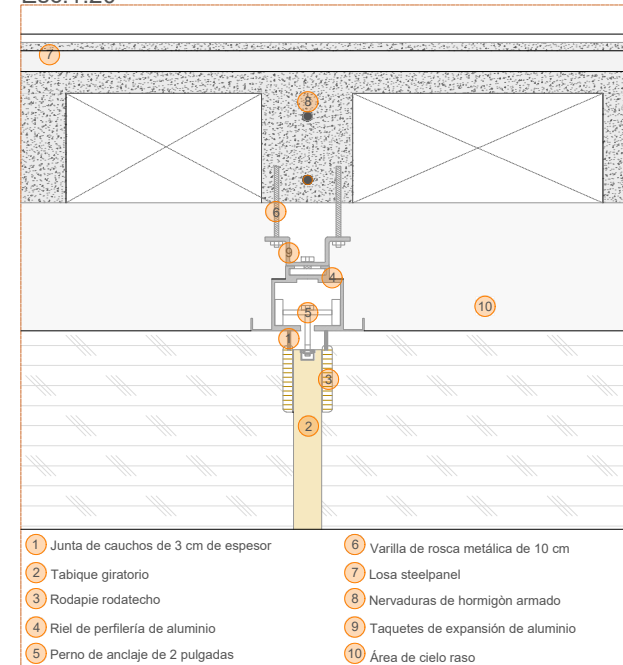 Esc:1:20
7
8
6
9
4
10
5
1
3
2
1 Junta de cauchos de 3 cm de espesor
2 Tabique giratorio
3 Rodapie rodatecho
4 Riel de perfilería de aluminio
5 Perno de anclaje de 2 pulgadas
6 Varilla de rosca metálica de 10 cm
7 Losa steelpanel
8 Nervaduras de hormigòn armado
9 Taquetes de expansión de aluminio
10 Área de cielo raso